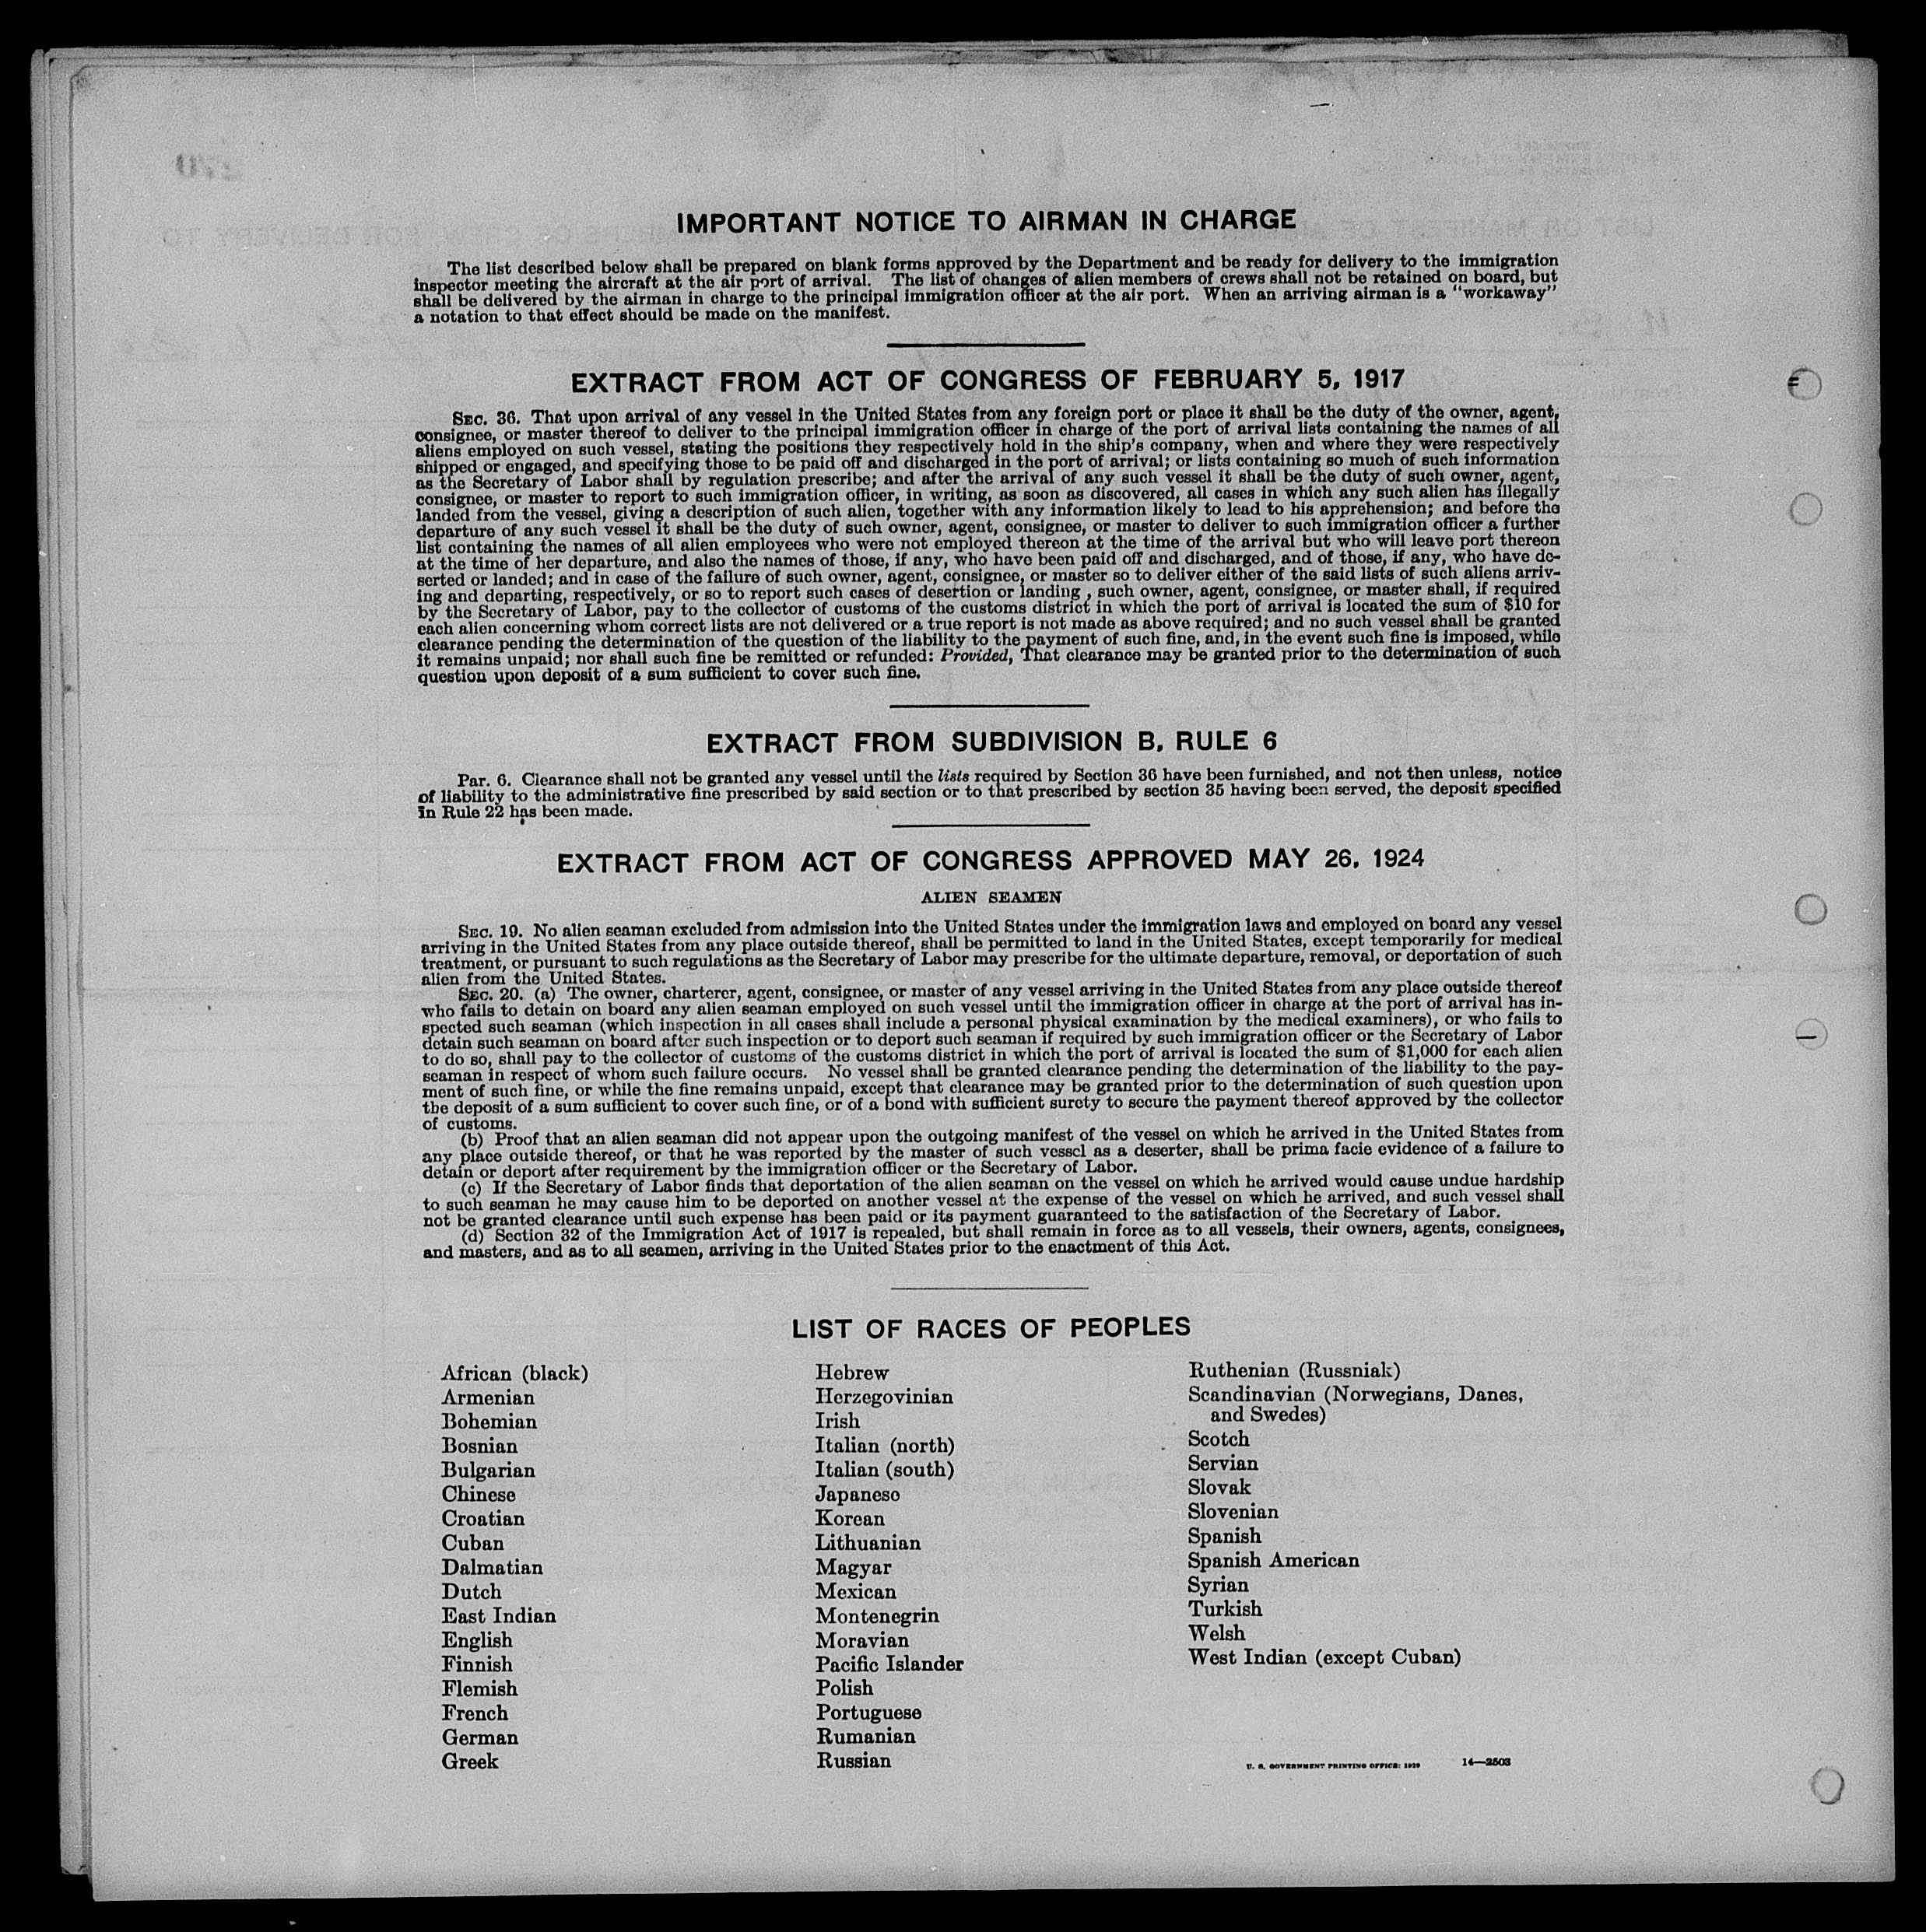 IMPORTANT NOTICE TO AIRMAN IN CHARGE
The list described below shall be prepared on blank forms approved by the Department and be ready for delivery to the immigration
inspector meeting the aircraft at the air port of arrival. The list of changes of alien members of crews shall not be retained on board, but
shall be delivered by the airman in charge to the principal immigration officer at the air port. When an arriving airman is a "workaway"
a notation to that effect should be made on the manifest.
EXTRACT FROM ACT OF CONGRESS OF FEBRUARY 5, 1917
SEC. 36. That upon arrival of any vessel in the United States from any foreign port or place it shall be the duty of the owner, agent,
consignee, or master thereof to deliver to the principal immigration officer in charge of the port of arrival lists containing the names of all
aliens employed on such vessel, stating the positions they respectively hold in the ship's company, when and where they were respectively
shipped or engaged, and specifying those to be paid off and discharged in the port of arrival; or lists containing so much of such information
as the Secretary of Labor shall by regulation prescribe; and after the arrival of any such vessel it shall be the duty of such owner, agent,
consignee, or master to report to such immigration officer, in writing, as soon as discovered, all cases in which any such alien has illegally
landed from the vessel, giving a description of such alien, together with any information likely to lead to his apprehension; and before the
departure of any such vessel it shall be the duty of such owner, agent, consignee, or master to deliver to such immigration officer a further
list containing the names of all alien employees who were not employed thereon at the time of the arrival but who will leave port thereon
at the time of her departure, and also the names of those, if any, who have been paid off and discharged, and of those, if any, who have de-
serted or landed; and in case of the failure of such owner, agent, consignee, or master so to deliver either of the said lists of such aliens arriv-
ing and departing, respectively, or so to report such cases of desertion or landing , such owner, agent, consignee, or master shall, if required
by the Secretary of Labor, pay to the collector of customs of the customs district in which the port of arrival is located the sum of $10 for
each alien concerning whom correct lists are not delivered or a true report is not made as above required; and no such vessel shall be granted
clearance pending the determination of the question of the liability to the payment of such fine, and, in the event such fine is imposed, while
it remains unpaid; nor shall such fine be remitted or refunded: Provided, That clearance may be granted prior to the determination of such
question upon deposit of a sum sufficient to cover such fine.
EXTRACT FROM SUBDIVISION B, RULE 6
Par. 6. Clearance shall not be granted any vessel until the lists required by Section 36 have been furnished, and not then unless, notice
of liability to the administrative fine prescribed by said section or to that prescribed by section 35 having been served, the deposit specified
in Rule 22 has been made.
EXTRACT FROM ACT OF CONGRESS APPROVED MAY 26, 1924
ALIEN SEAMEN
SEC. 19. No alien seaman excluded from admission into the United States under the immigration laws and employed on board any vessel
arriving in the United States from any place outside thereof, shall be permitted to land in the United States, except temporarily for medical
treatment, or pursuant to such regulations as the Secretary of Labor may prescribe for the ultimate departure, removal, or deportation of such
alien from the United States.
SEC. 20. (a) The owner, charterer, agent, consignee, or master of any vessel arriving in the United States from any place outside thereof
who fails to detain on board any alien seaman employed on such vessel until the immigration officer in charge at the port of arrival has in-
spected such seaman (which inspection in all cases shall include a personal physical examination by the medical examiners), or who fails to
detain such seaman on board after such inspection or to deport such seaman if required by such immigration officer or the Secretary of Labor
to do so, shall pay to the collector of customs of the customs district in which the port of arrival is located the sum of $1,000 for each alien
seaman in respect of whom such failure occurs. No vessel shall be granted clearance pending the determination of the liability to the pay-
ment of such fine, or while the fine remains unpaid, except that clearance may be granted prior to the determination of such question upon
the deposit of a sum sufficient to cover such fine, or of a bond with sufficient surety to secure the payment thereof approved by the collector
of customs.
(b) Proof that an alien seaman did not appear upon the outgoing manifest of the vessel on which he arrived in the United States from
any place outside thereof, or that he was reported by the master of such vessel as a deserter, shall be prima facie evidence of a failure to
detain or deport after requirement by the immigration officer or the Secretary of Labor.
(c) If the Secretary of Labor finds that deportation of the alien seaman on the vessel on which he arrived would cause undue hardship
to such seaman he may cause him to be deported on another vessel at the expense of the vessel on which he arrived, and such vessel shall
not be granted clearance until such expense has been paid or its payment guaranteed to the satisfaction of the Secretary of Labor.
(d) Section 32 of the Immigration Act of 1917 is repealed, but shall remain in force as to all vessels, their owners, agents, consignees,
and masters, and as to all seamen, arriving in the United States prior to the enactment of this Act.
LIST OF RACES OF PEOPLES
African (black)
Armenian
Bohemian
Bosnian
Bulgarian
Chinese
Croatian
Cuban
Dalmatian
Dutch
East Indian
English
Finnish
Flemish
French
German
Greek
Hebrew
Herzegovinian
Irish
Italian (north)
Italian (south)
Japanese
Korean
Lithuanian
Magyar
Mexican
Montenegrin
Moravian
Pacific Islander
Polish
Portuguese
Rumanian
Russian
Ruthenian (Russniak)
Scandinavian (Norwegians, Danes,
and Swedes)
Scotch
Servian
Slovak
Slovenian
Spanish
Spanish American
Syrian
Turkish
Welsh
West Indian (except Cuban)
U. S. GOVERNMENT PRINTING OFFICE: 1929 14—2503